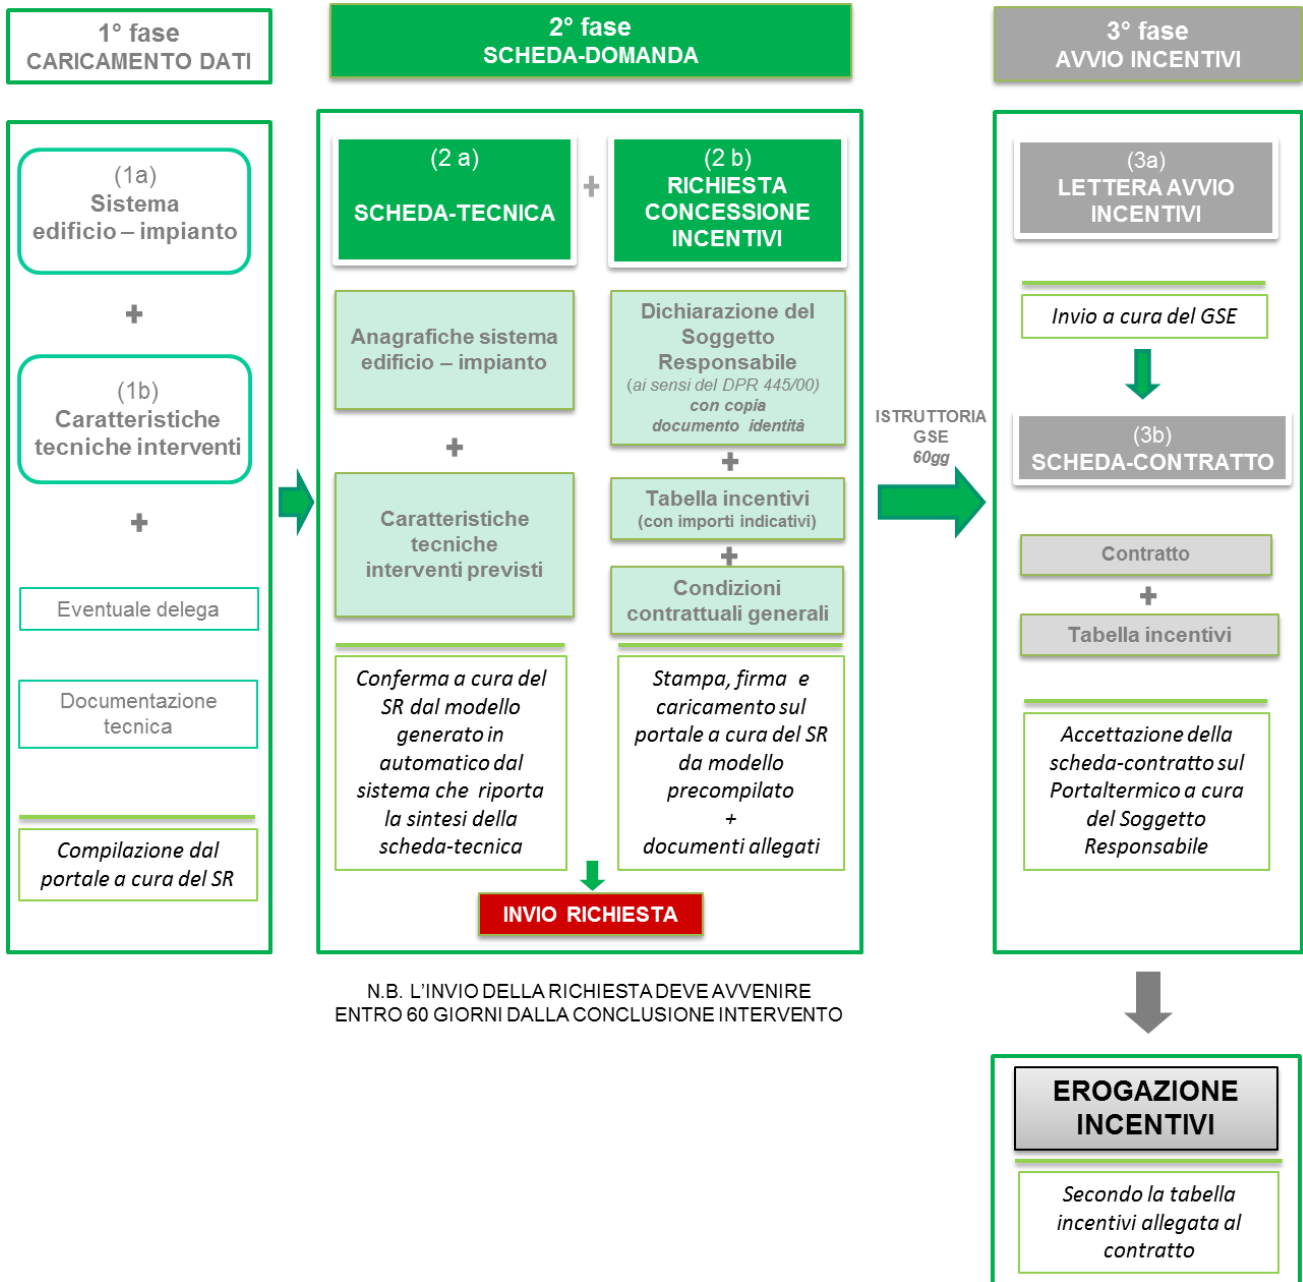 1° fase
CARICAMENTO DATI
2° fase
SCHEDA-DOMANDA
3° fase
AVVIO INCENTIVI
(1a)
Sistema
edificio – impianto
+
(1b)
Caratteristiche
tecniche interventi
+
Eventuale delega
Documentazione
tecnica
Compilazione dal
portale a cura del SR
(2 a)
SCHEDA-TECNICA
+
(2 b)
RICHIESTA
CONCESSIONE
INCENTIVI
Anagrafiche sistema
edificio – impianto
+
Caratteristiche
tecniche
interventi previsti
Conferma a cura del
SR dal modello
generato in
automatico dal
sistema che riporta
la sintesi della
scheda-tecnica
Dichiarazione del
Soggetto
Responsabile
(ai sensi del DPR 445/00)
con copia
documento identità
+
Tabella incentivi
(con importi indicativi)
+
Condizioni
contrattuali generali
Stampa, firma e
caricamento sul
portale a cura del SR
da modello
precompilato
+
documenti allegati
INVIO RICHIESTA
N.B. L'INVIO DELLA RICHIESTA DEVE AVVENIRE
ENTRO 60 GIORNI DALLA CONCLUSIONE INTERVENTO
ISTRUTTORIA
GSE
60gg
(3a)
LETTERA AVVIO
INCENTIVI
Invio a cura del GSE
(3b)
SCHEDA-CONTRATTO
Contratto
+
Tabella incentivi
Accettazione della
scheda-contratto sul
Portaltermico a cura
del Soggetto
Responsabile
EROGAZIONE
INCENTIVI
Secondo la tabella
incentivi allegata al
contratto